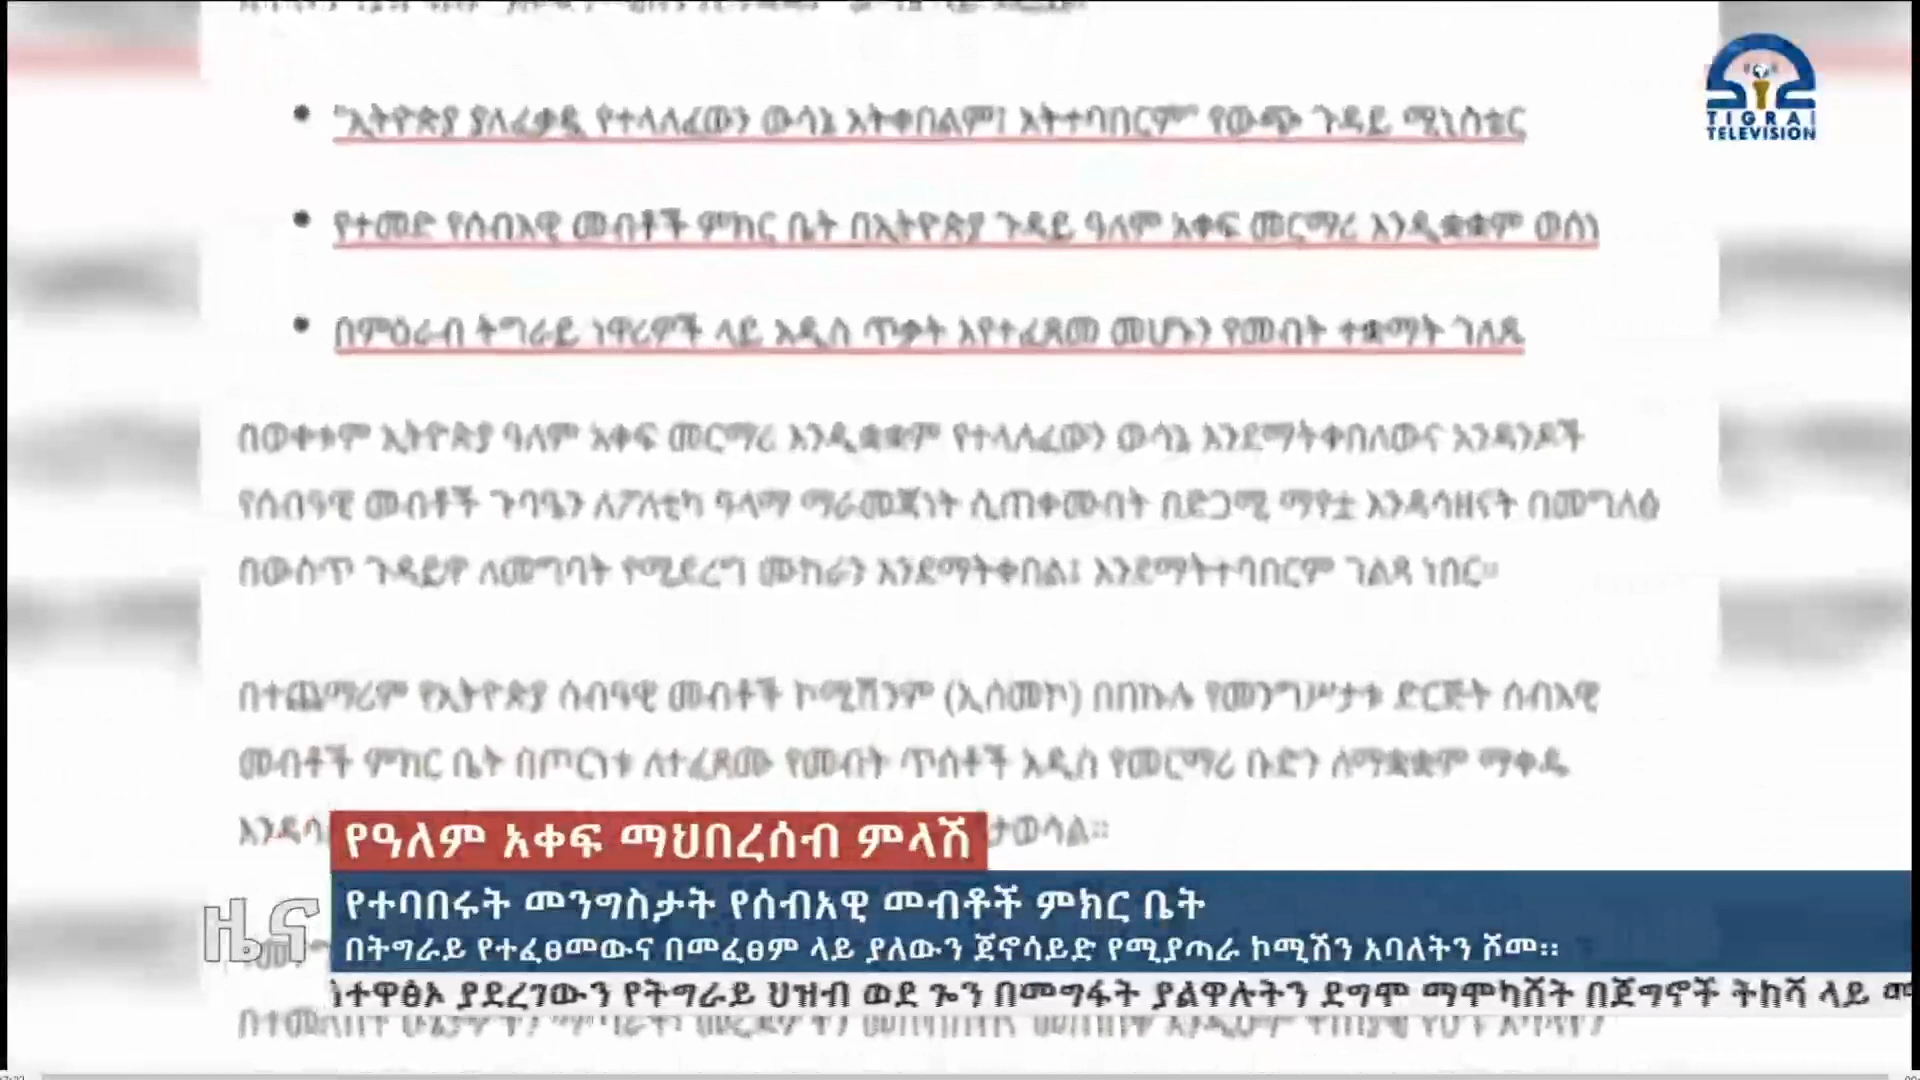 TIGRAI
TELEVISION
"ኢትዮጵያ ያለፈቃዷ የተላለፈውን ውሳኔ አትቀበልም፣ አትተባበርም" የውጭ ጉዳይ ሚኒስቴር
የተመድ የሰብአዊ መብቶች ምክር ቤት በኢትዮጵያ ጉዳይ ዓለም አቀፍ መርማሪ እንዲቋቋም ወሰነ
በምዕራብ ትግራይ ነዋሪዎች ላይ አዲስ ጥቃት እየተፈጸመ መሆኑን የመብት ተቋማት ገለጹ
በወቀቱም ኢትዮጵያ ዓለም አቀፍ መርማሪ እንዲቋቋም የተላለፈውን ውሳኔ እንደማትቀበለውና አንዳንዶች
የሰብዓዊ መብቶች ጉባዔን ለፖለቲካ ዓላማ ማራመጃነት ሲጠቀሙበት በድጋሚ ማየቷ እንዳሳዘናት በመግለፅ
በውስጥ ጉዳይዋ ለመግባት የሚደረግ ሙከራን እንደማትቀበል፤ እንደማትተባበርም ገልጻ ነበር።
በተጨማሪም የኢትዮጵያ ሰብዓዊ መብቶች ኮሚሽንም (ኢሰመኮ) በበኩሉ የመንግሥታቱ ድርጅት ሰብአዊ
መብቶች ምክር ቤት በጦርነቱ ለተፈጸሙ የመብት ጥሰቶች አዲስ የመርማሪ ቡድን ለማቋቋም ማቀዱ
የዓለም አቀፍ ማህበረሰብ ምላሽ
ዜና
የተባበሩት መንግስታት የሰብአዊ መብቶች ምክር ቤት
በትግራይ የተፈፀመውና በመፈፀም ላይ ያለውን ጀኖሳይድ የሚያጣራ ኮሚሽን አባለትን ሾመ።
ያደረገውን የትግራይ ህዝብ ወደ ጐን በመግፋት ያልዋሉትን ደግሞ ማሞካሸት በጀግኖች ትከሻ ላይ